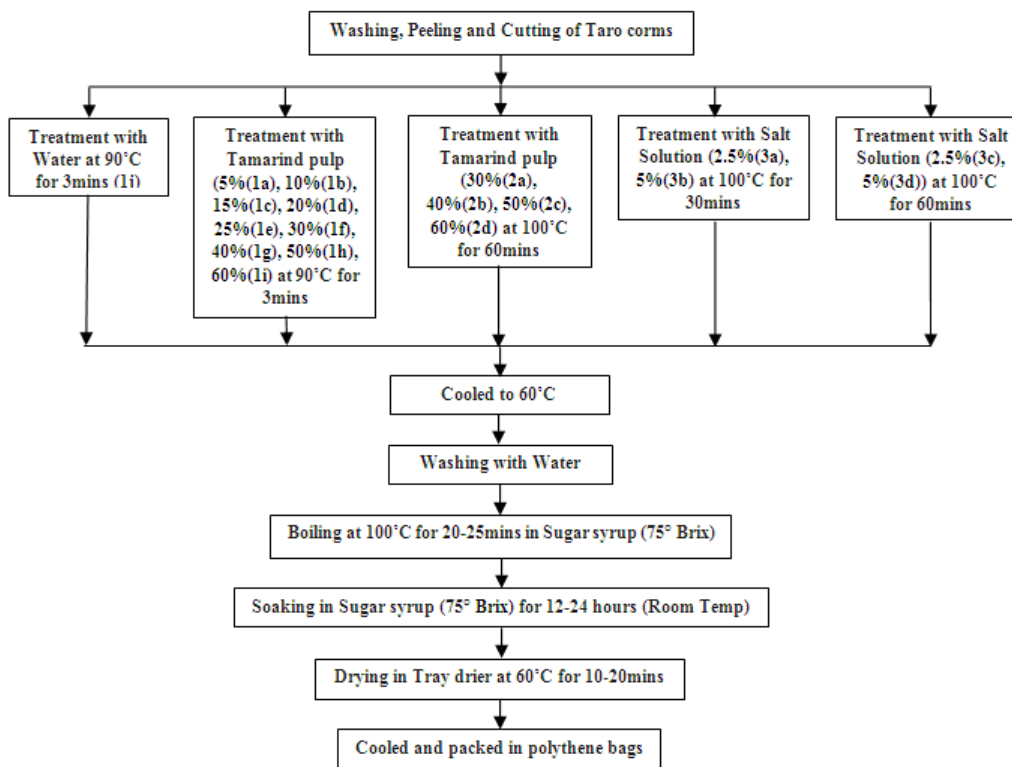 Washing, Peeling and Cutting of Taro corms
Treatment with
Water at 90˚C
for 3mins (1i)
Treatment with
Tamarind pulp
(5%(1a), 10%(1b),
15%(1c), 20%(1d),
25%(1e), 30%(1f),
40%(1g), 50%(1h),
60%(1i) at 90˚C for
3mins
Treatment with
Tamarind pulp
(30%(2a),
40%(2b), 50%(2c),
60%(2d) at 100˚C
for 60mins
Treatment with Salt
Solution (2.5%(3a),
5%(3b) at 100˚C for
30mins
Treatment with Salt
Solution (2.5%(3c),
5%(3d)) at 100˚C
for 60mins
Cooled to 60˚C
Washing with Water
Boiling at 100˚C for 20-25mins in Sugar syrup (75° Brix)
Soaking in Sugar syrup (75° Brix) for 12-24 hours (Room Temp)
Drying in Tray drier at 60˚C for 10-20mins
Cooled and packed in polythene bags